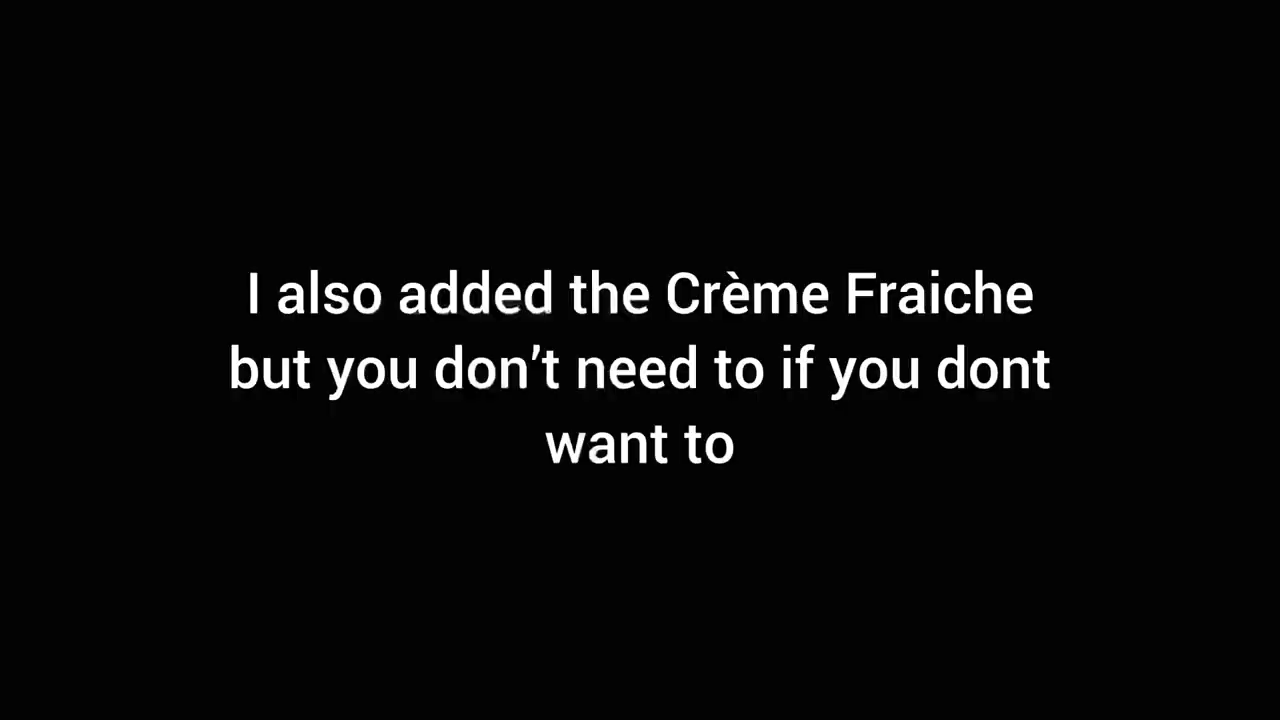 I also added the Crème Fraiche
but you don’t need to if you dont
want to